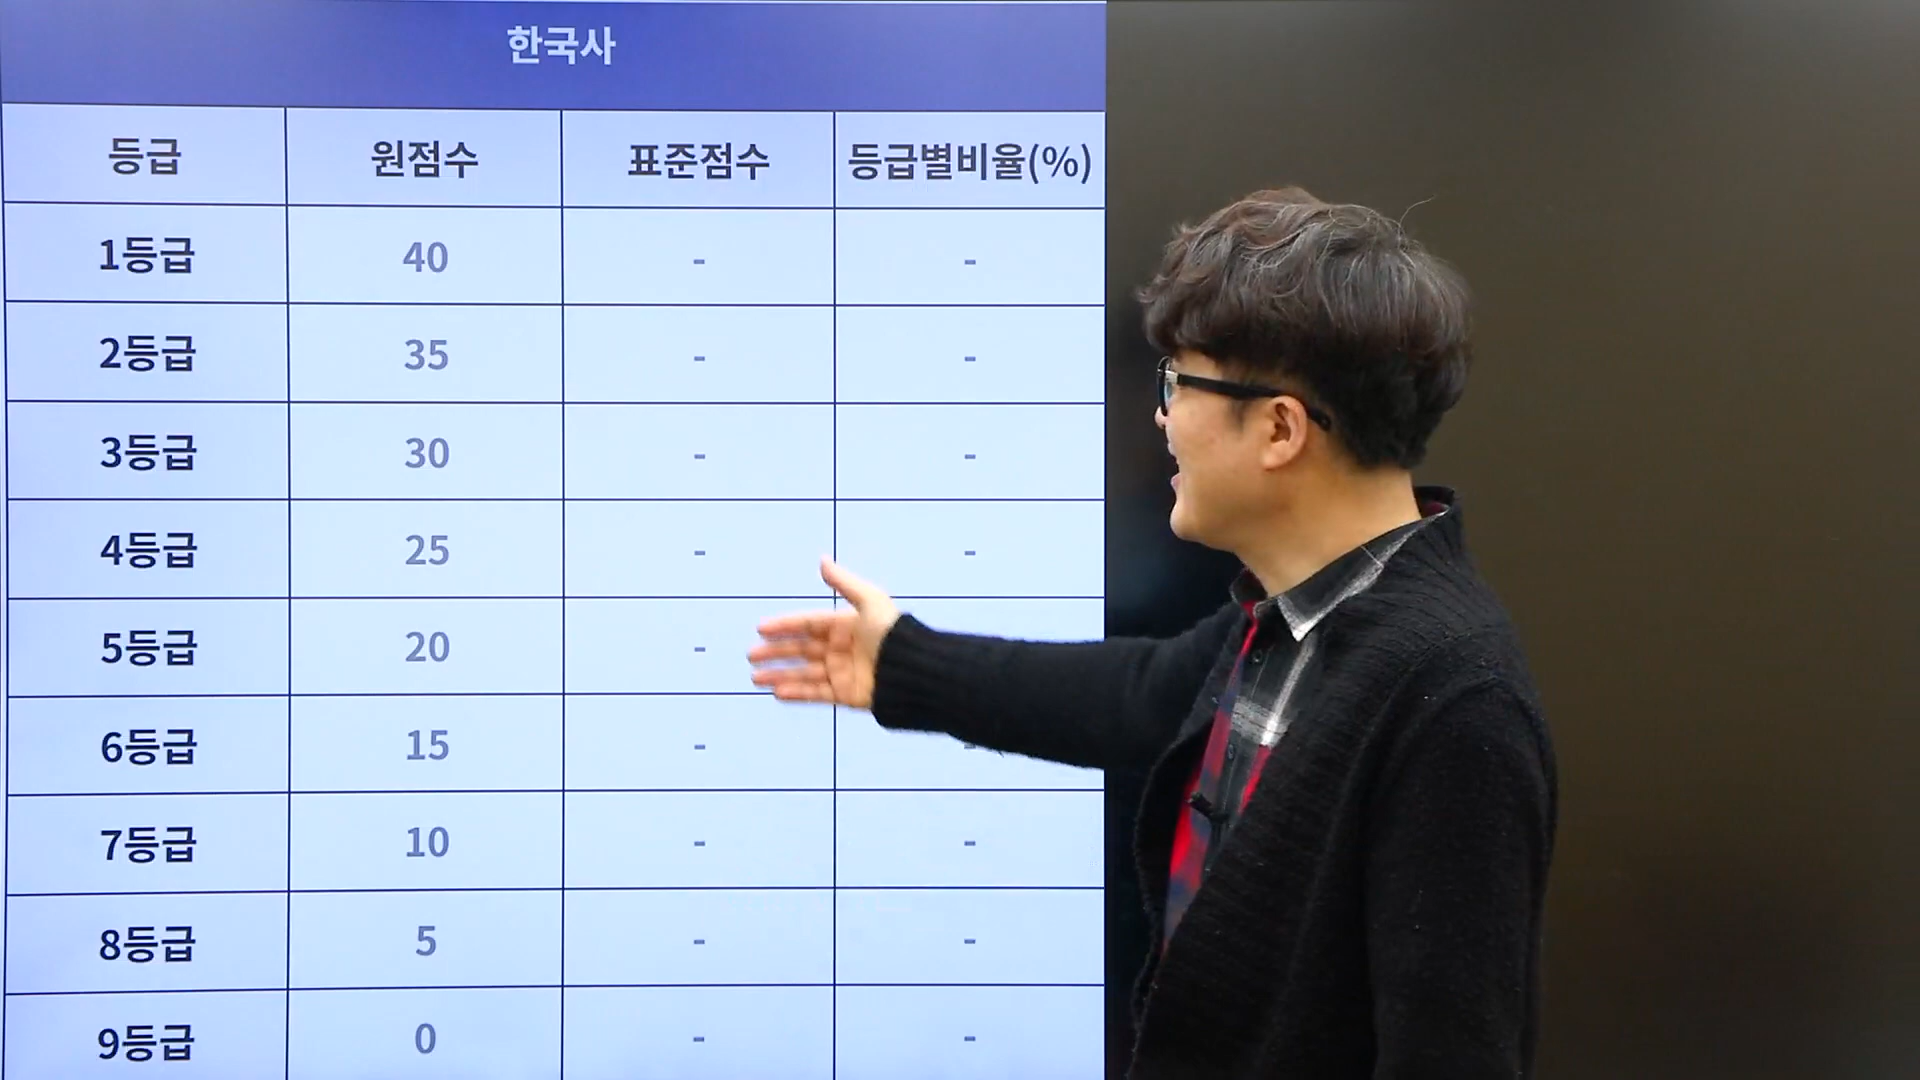 한국사
등급 원점수 표준점수 등급별비율(%)
1등급 40 - -
2등급 35 - -
3등급 30 - -
4등급 25 - -
5등급 20 -
6등급 15 - -
7등급 10 - -
8등급 5 - -
9등급 0 - -